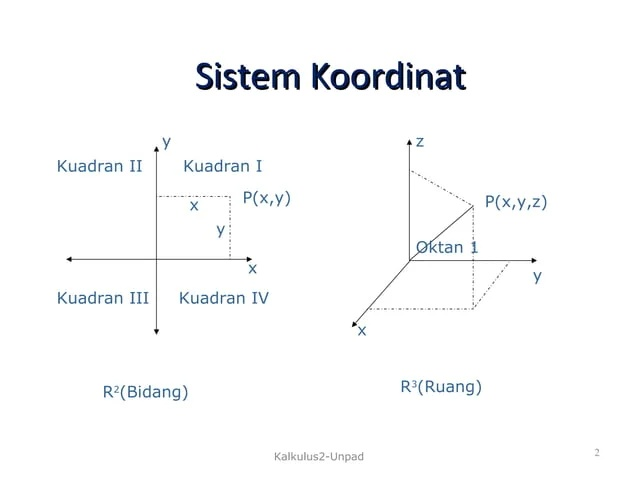 Sistem Koordinat
y
Kuadran II
Kuadran I
x
P(x,y)
y
x
Kuadran III
Kuadran IV
R²(Bidang)
z
P(x,y,z)
Oktan 1
y
x
R³(Ruang)
Kalkulus2-Unpad
2